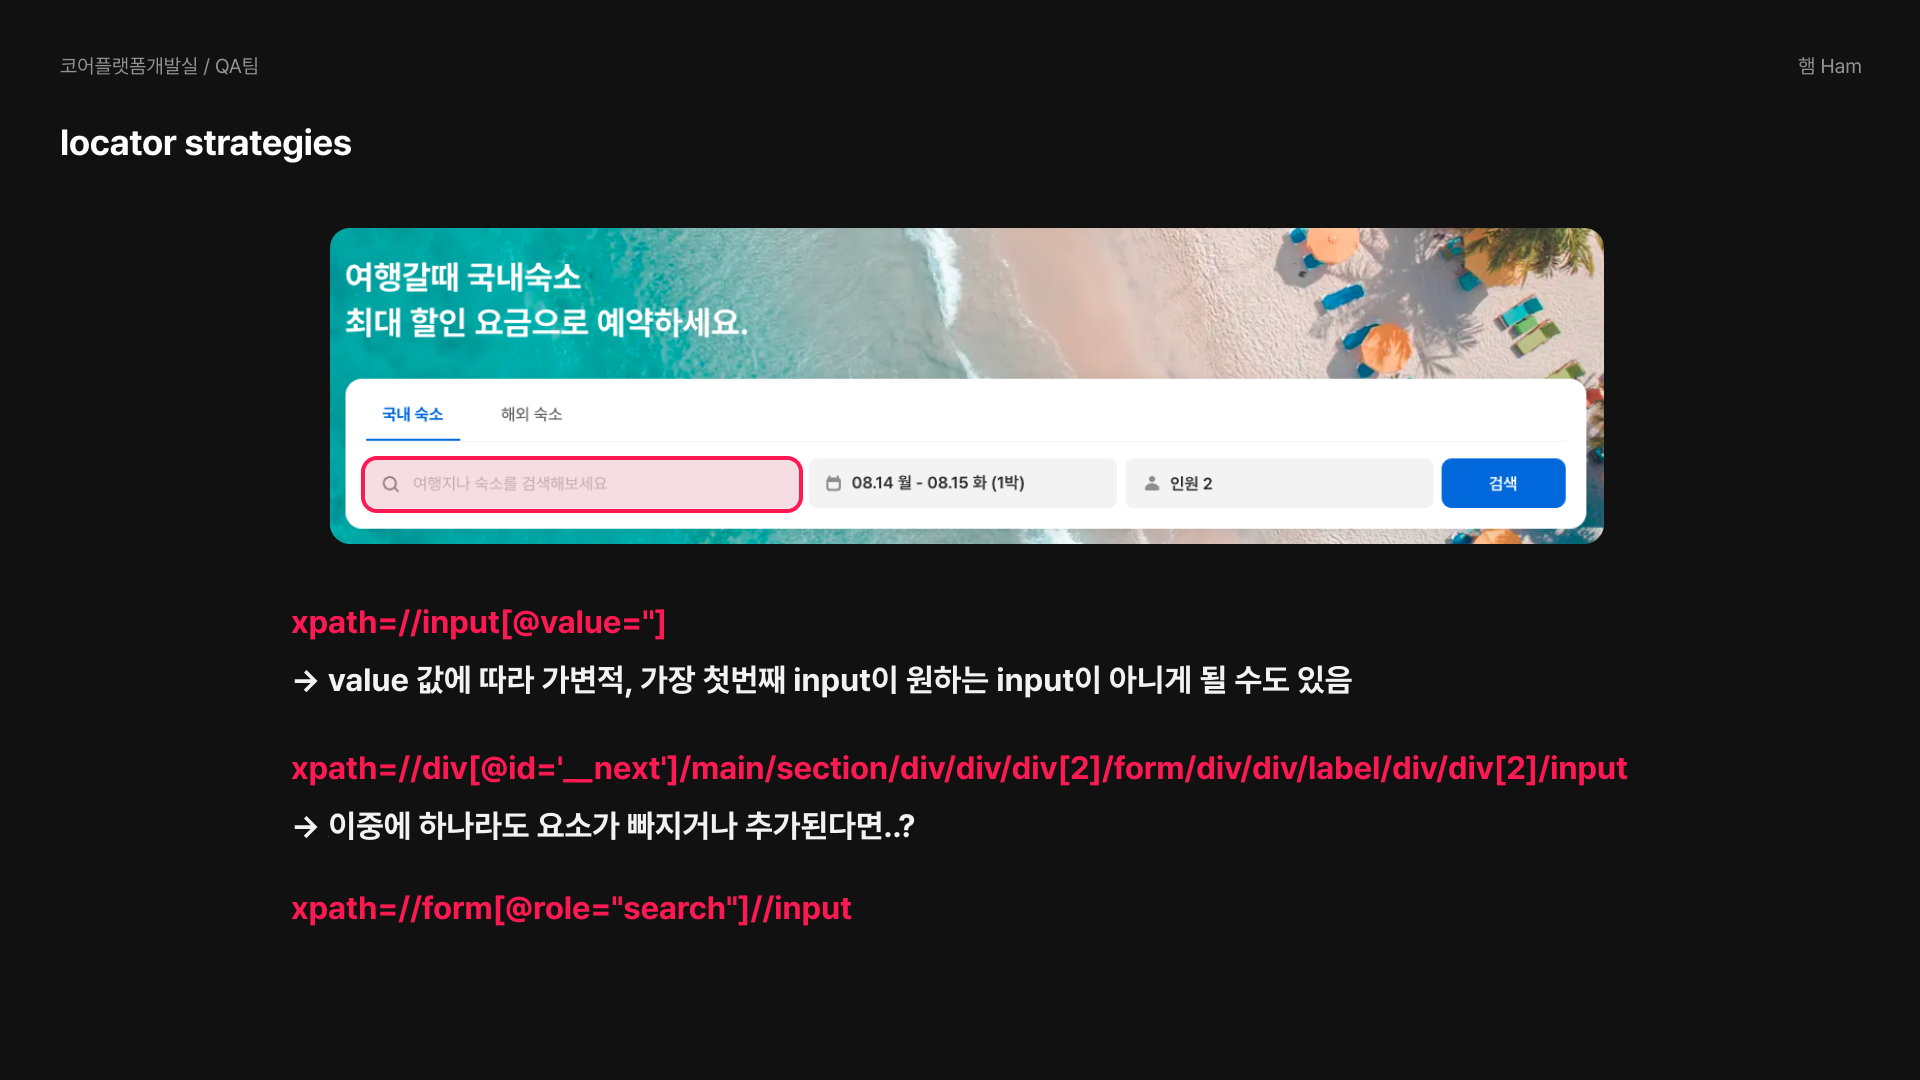 코어플랫폼개발실 / QA팀
햄 Ham
locator strategies
여행갈때 국내숙소
최대 할인 요금으로 예약하세요.
국내 숙소
해외 숙소
여행지나 숙소를 검색해보세요
08.14 월 - 08.15 화 (1박)
인원 2
검색
xpath=//input[@value='']
→ value 값에 따라 가변적, 가장 첫번째 input이 원하는 input이 아니게 될 수도 있음
xpath=//div[@id='__next']/main/section/div/div/div[2]/form/div/div/label/div/div[2]/input
→ 이중에 하나라도 요소가 빠지거나 추가된다면..?
xpath=//form[@role="search"]//input